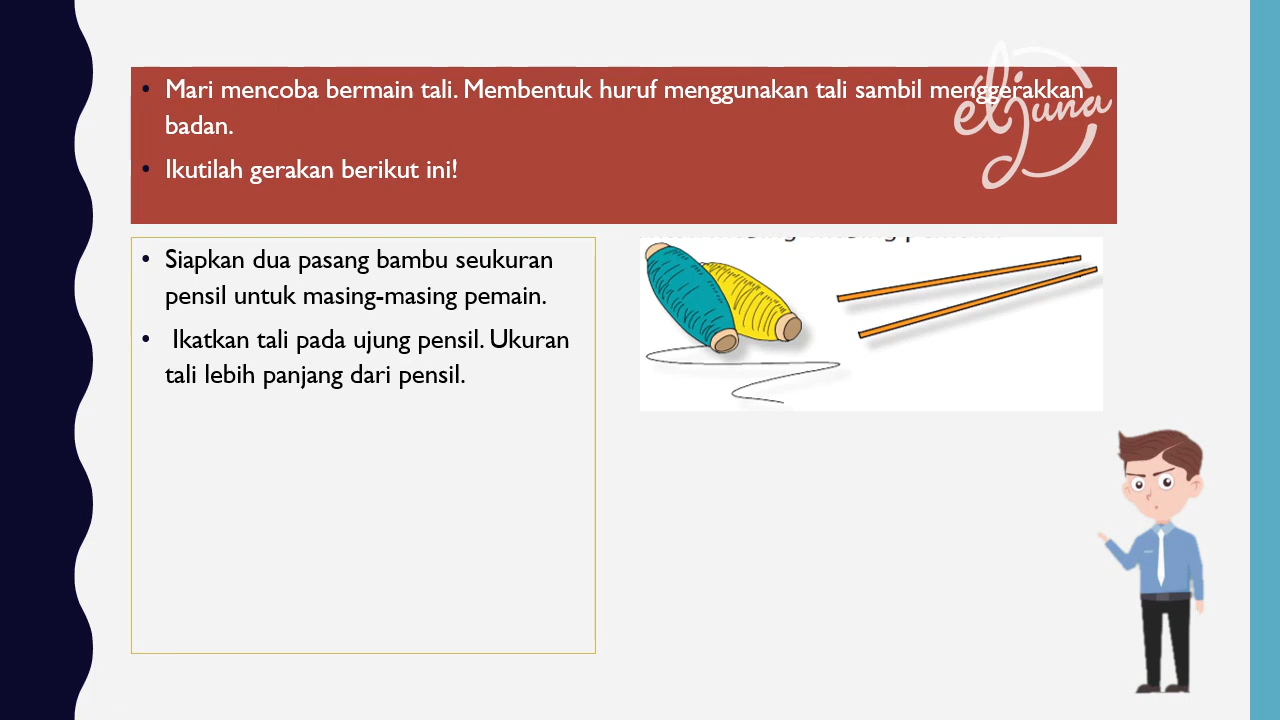 • Mari mencoba bermain tali. Membentuk huruf menggunakan tali sambil menggerakkan
badan.
• Ikutilah gerakan berikut ini!
eljuna
• Siapkan dua pasang bambu seukuran
pensil untuk masing-masing pemain.
• Ikatkan tali pada ujung pensil. Ukuran
tali lebih panjang dari pensil.